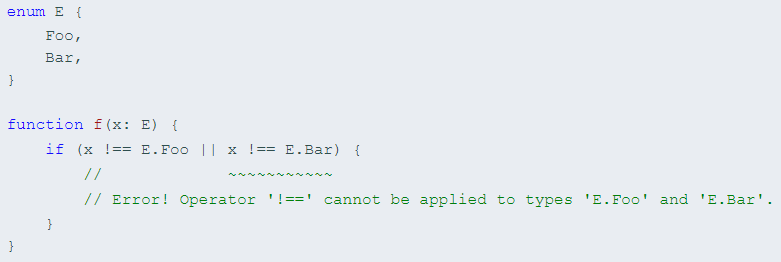 enum E {
    Foo,
    Bar,
}
function f(x: E) {
    if (x !== E.Foo || x !== E.Bar) {
        //             ~~~~~~~~~~~
        // Error! Operator '!==' cannot be applied to types 'E.Foo' and 'E.Bar'.
    }
}